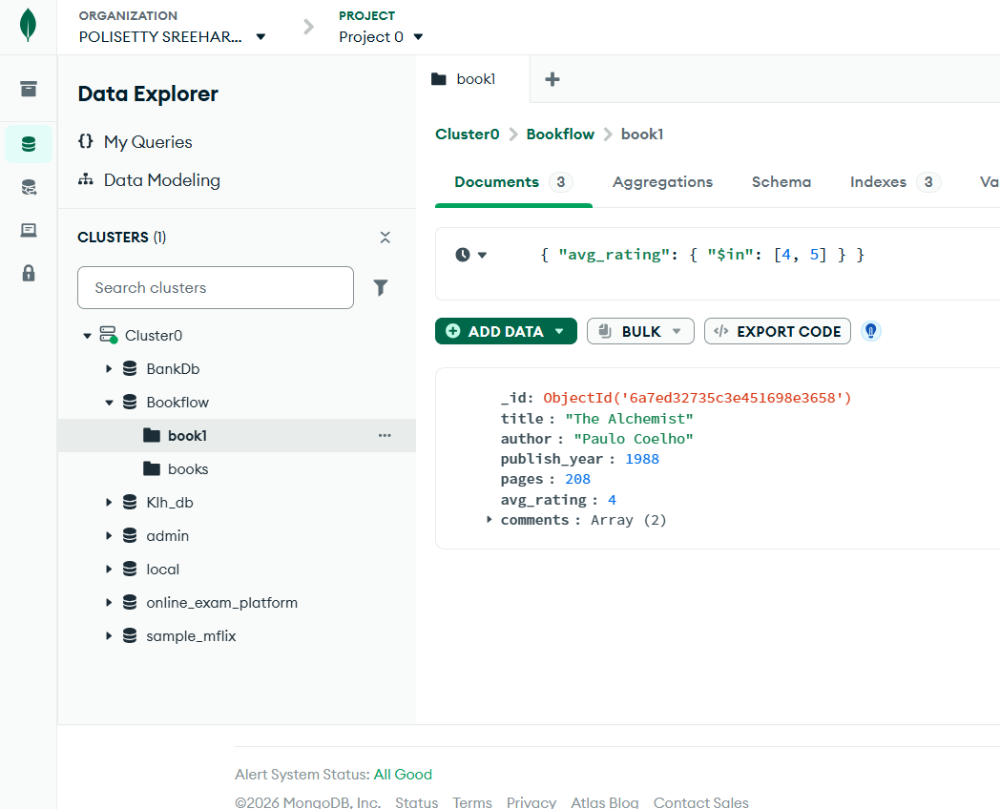 ORGANIZATION
POLISETTY SREEHAR...
PROJECT
Project 0
Data Explorer
{} My Queries
Data Modeling
CLUSTERS (1)
Search clusters
Cluster0
BankDb
Bookflow
book1
books
Klh_db
admin
local
online_exam_platform
sample_mflix
book1
Cluster0 > Bookflow > book1
Documents 3 Aggregations Schema Indexes 3 Va
{ "avg_rating": { "$in": [4, 5] } }
ADD DATA BULK </> EXPORT CODE
_id: ObjectId('6a7ed32735c3e451698e3658')
title : "The Alchemist"
author : "Paulo Coelho"
publish_year : 1988
pages : 208
avg_rating : 4
comments : Array (2)
Alert System Status: All Good
©2026 MongoDB, Inc. Status Terms Privacy Atlas Blog Contact Sales